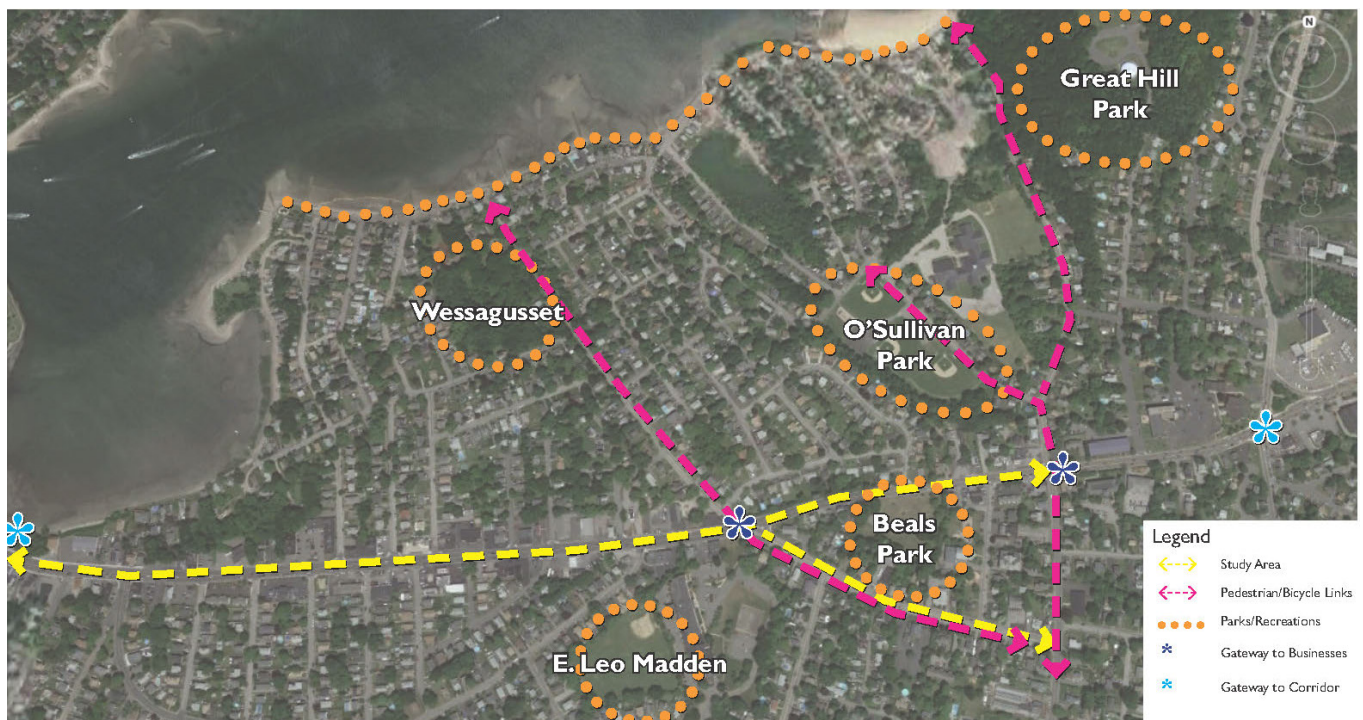 N
Great Hill
Park
Wessagusset
O'Sullivan
Park
Beals
Park
E. Leo Madden
Legend
Study Area
Pedestrian/Bicycle Links
Parks/Recreations
Gateway to Businesses
Gateway to Corridor